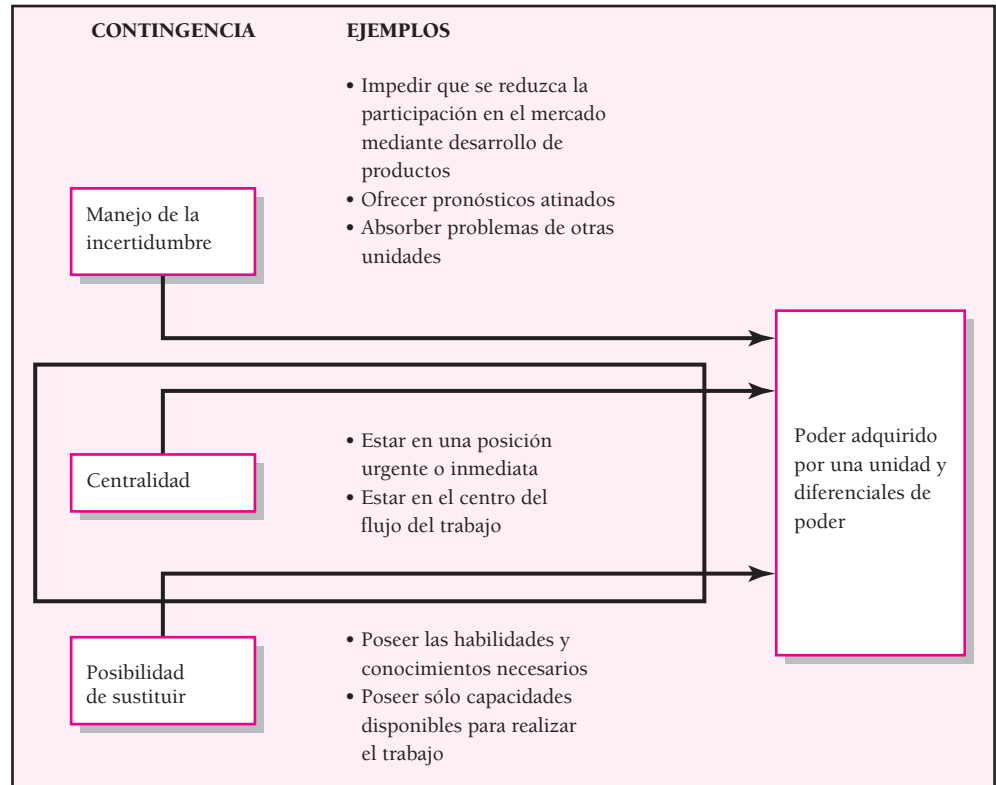 CONTINGENCIA EJEMPLOS
• Impedir que se reduzca la
participación en el mercado
mediante desarrollo de
productos
• Ofrecer pronósticos atinados
• Absorber problemas de otras
unidades
Manejo de la
incertidumbre
Centralidad
• Estar en una posición
urgente o inmediata
• Estar en el centro del
flujo del trabajo
Poder adquirido
por una unidad y
diferenciales de
poder
Posibilidad
de sustituir
• Poseer las habilidades y
conocimientos necesarios
• Poseer sólo capacidades
disponibles para realizar
el trabajo